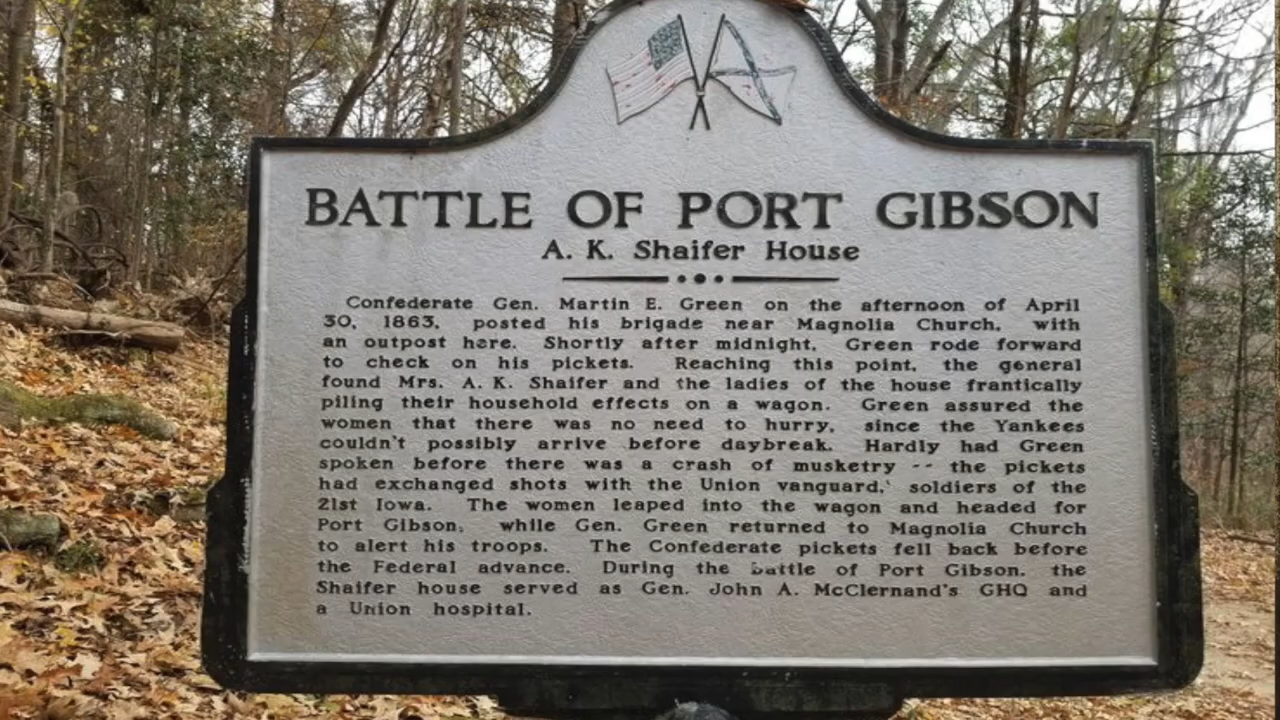 BATTLE OF PORT GIBSON
A. K. Shaifer House
Confederate Gen. Martin E. Green on the afternoon of April
30, 1863, posted his brigade near Magnolia Church, with
an outpost here. Shortly after midnight, Green rode forward
to check on his pickets. Reaching this point, the general
found Mrs. A. K. Shaifer and the ladies of the house frantically
piling their household effects on a wagon. Green assured the
women that there was no need to hurry, since the Yankees
couldn't possibly arrive before daybreak. Hardly had Green
spoken before there was a crash of musketry -- the pickets
had exchanged shots with the Union vanguard, soldiers of the
21st Iowa. The women leaped into the wagon and headed for
Port Gibson, while Gen. Green returned to Magnolia Church
to alert his troops. The Confederate pickets fell back before
the Federal advance. During the battle of Port Gibson, the
Shaifer house served as Gen. John A. McClernand's GHQ and
a Union hospital.